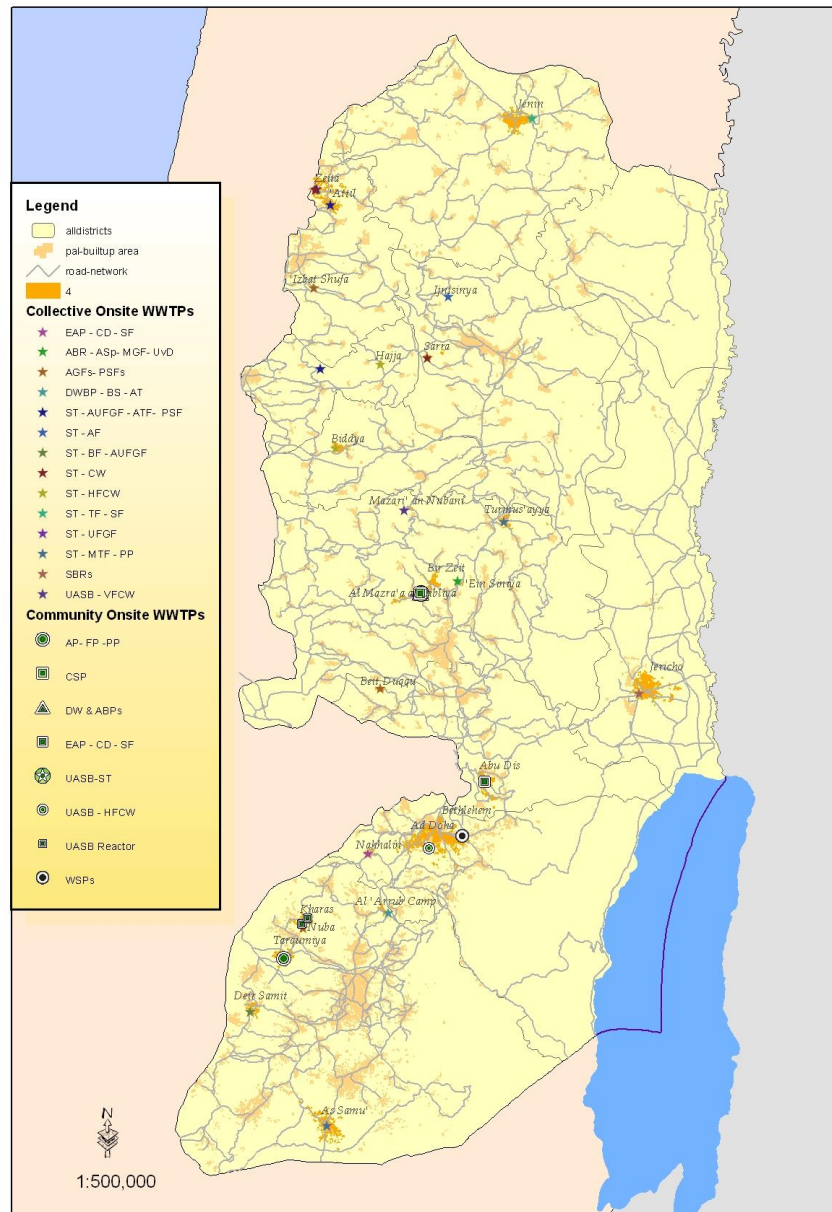 Jenin
Zeita
'Attil
'Izbat Shufa
Ijnisinya
Hajja
Sarra
Biddya
Mazari' an Nubani
Turmus'ayya
Bir Zeit
'Ein Siniya
Al Mazra'a
Beit Duqqu
Jericho
Abu Dis
Bethlehem
Ad Doha
Nahhalin
Al 'Arrub Camp
Kharas
Nuba
Tarqumiya
Deir Samit
As Samu'
Legend
alldistricts
pal-builtup area
road-network
4
Collective Onsite WWTPs
EAP - CD - SF
ABR - ASp- MGF- UvD
AGFs- PSFs
DWBP - BS - AT
ST - AUFGF - ATF- PSF
ST - AF
ST - BF - AUFGF
ST - CW
ST - HFCW
ST - TF - SF
ST - UFGF
ST - MTF - PP
SBRs
UASB - VFCW
Community Onsite WWTPs
AP- FP -PP
CSP
DW & ABPs
EAP - CD - SF
UASB-ST
UASB - HFCW
UASB Reactor
WSPs
N
1:500,000